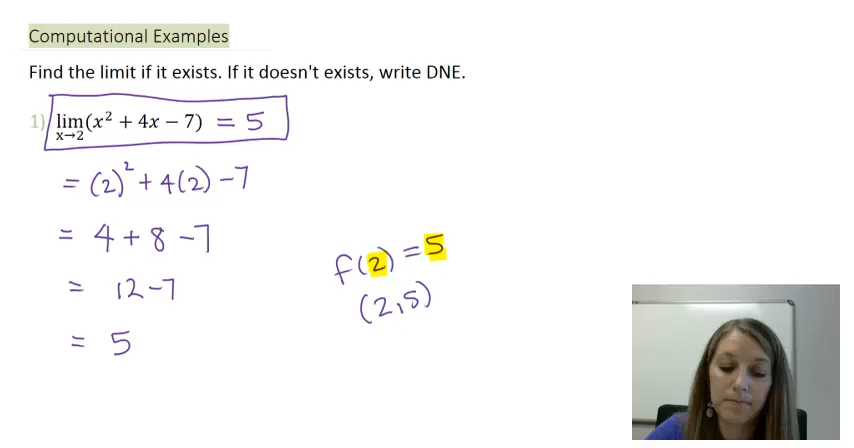 Computational Examples
Find the limit if it exists. If it doesn't exists, write DNE.
1) lim x→2 (x² + 4x − 7) = 5
= (2)² + 4(2) − 7
= 4 + 8 − 7
= 12 − 7
= 5
f(2) = 5
(2,5)